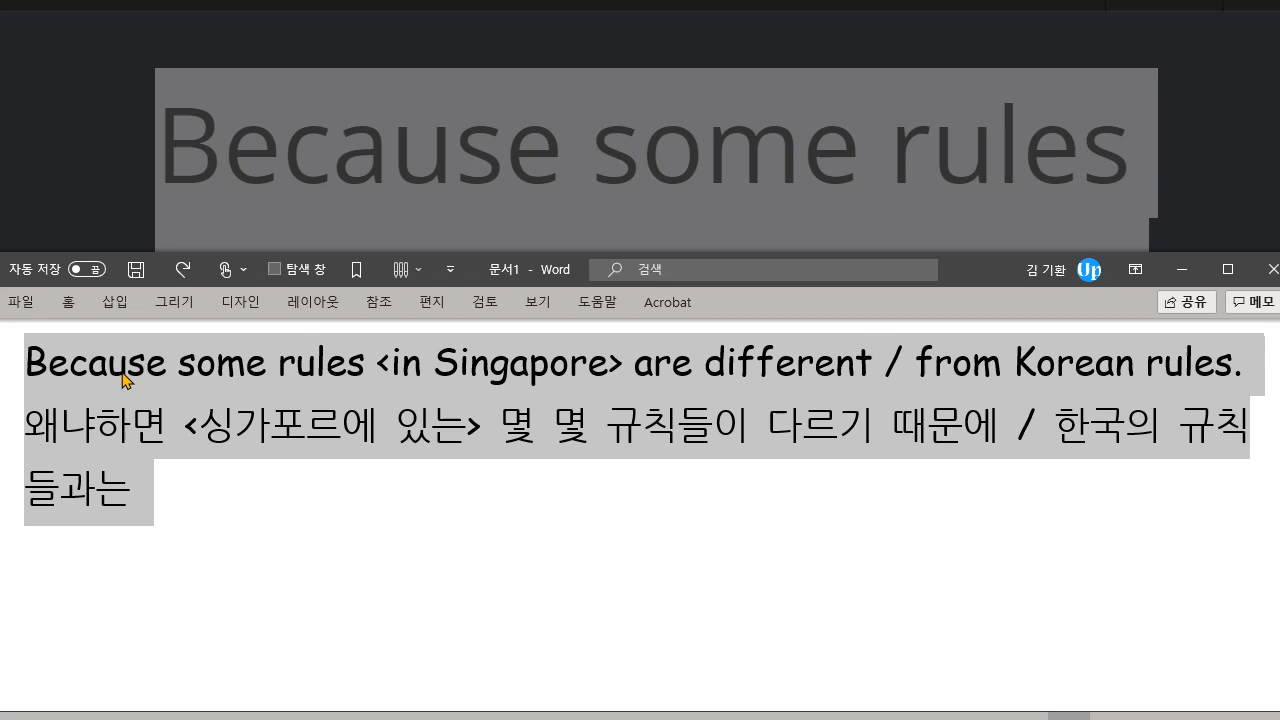 Because some rules
자동 저장 끔 탐색 창 문서1 - Word 검색 김 기환 Up
파일 홈 삽입 그리기 디자인 레이아웃 참조 편지 검토 보기 도움말 Acrobat 공유 메모
Because some rules <in Singapore> are different / from Korean rules.
왜냐하면 <싱가포르에 있는> 몇 몇 규칙들이 다르기 때문에 / 한국의 규칙
들과는